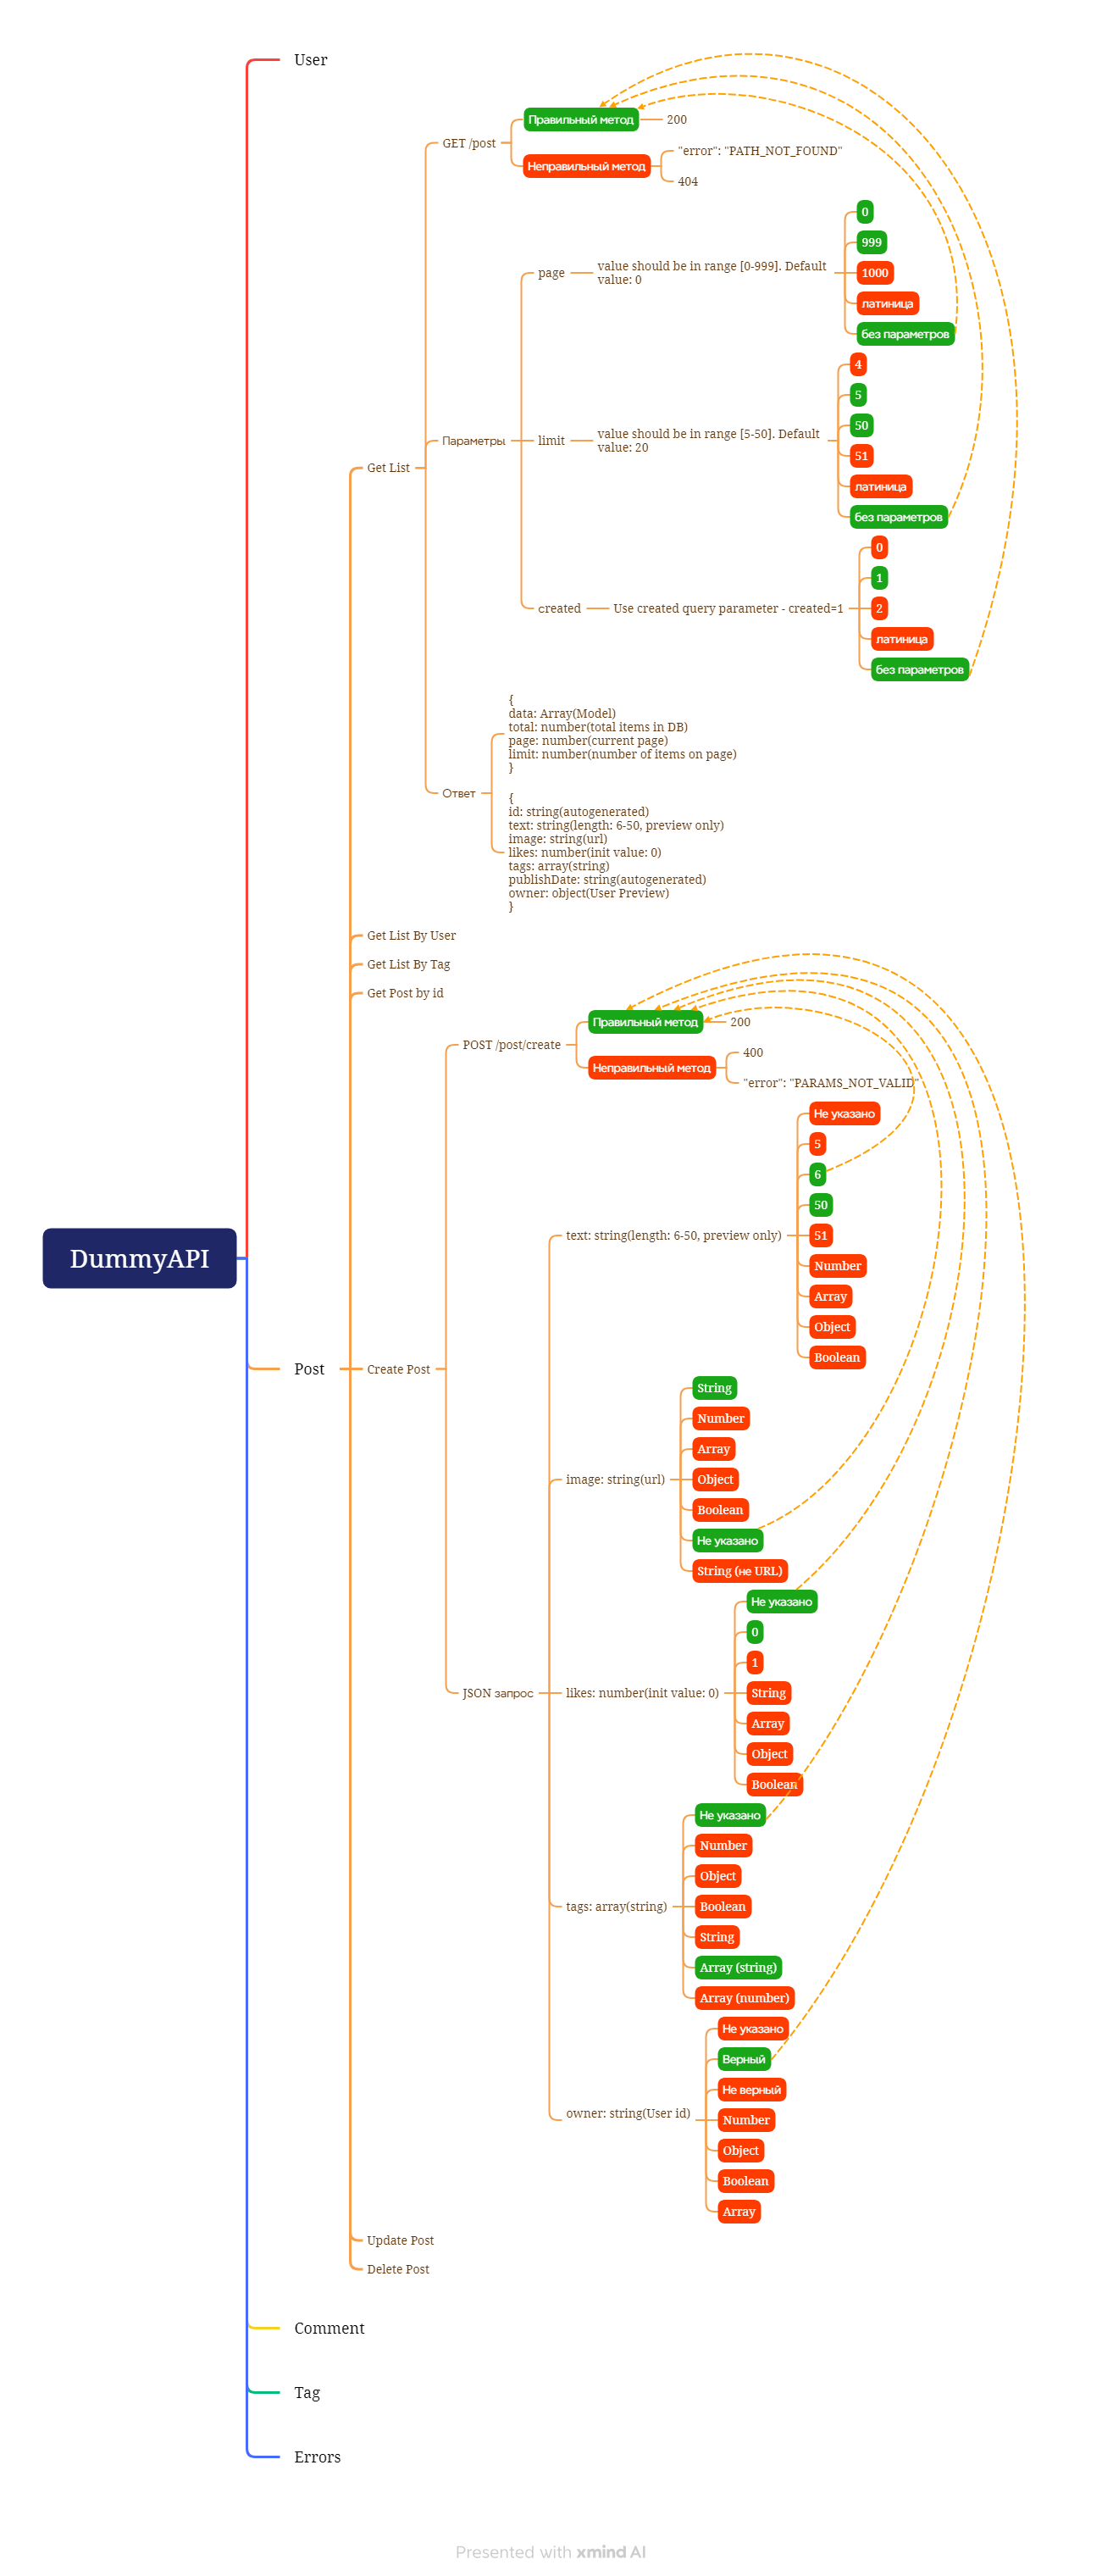 User
GET /post
Правильный метод
200
Неправильный метод
"error": "PATH_NOT_FOUND"
404
Get List
Параметры
page
value should be in range [0-999]. Default
value: 0
0
999
1000
латиница
без параметров
limit
value should be in range [5-50]. Default
value: 20
4
5
50
51
латиница
без параметров
created
Use created query parameter - created=1
0
1
2
латиница
без параметров
Ответ
{
data: Array(Model)
total: number(total items in DB)
page: number(current page)
limit: number(number of items on page)
}
{
id: string(autogenerated)
text: string(length: 6-50, preview only)
image: string(url)
likes: number(init value: 0)
tags: array(string)
publishDate: string(autogenerated)
owner: object(User Preview)
}
Get List By User
Get List By Tag
Get Post by id
POST /post/create
Правильный метод
200
Неправильный метод
400
"error": "PARAMS_NOT_VALID"
DummyAPI
Post
Create Post
JSON запрос
text: string(length: 6-50, preview only)
Не указано
5
6
50
51
Number
Array
Object
Boolean
image: string(url)
String
Number
Array
Object
Boolean
Не указано
String (не URL)
likes: number(init value: 0)
Не указано
0
1
String
Array
Object
Boolean
tags: array(string)
Не указано
Number
Object
Boolean
String
Array (string)
Array (number)
owner: string(User id)
Не указано
Верный
Не верный
Number
Object
Boolean
Array
Update Post
Delete Post
Comment
Tag
Errors
Presented with xmind AI